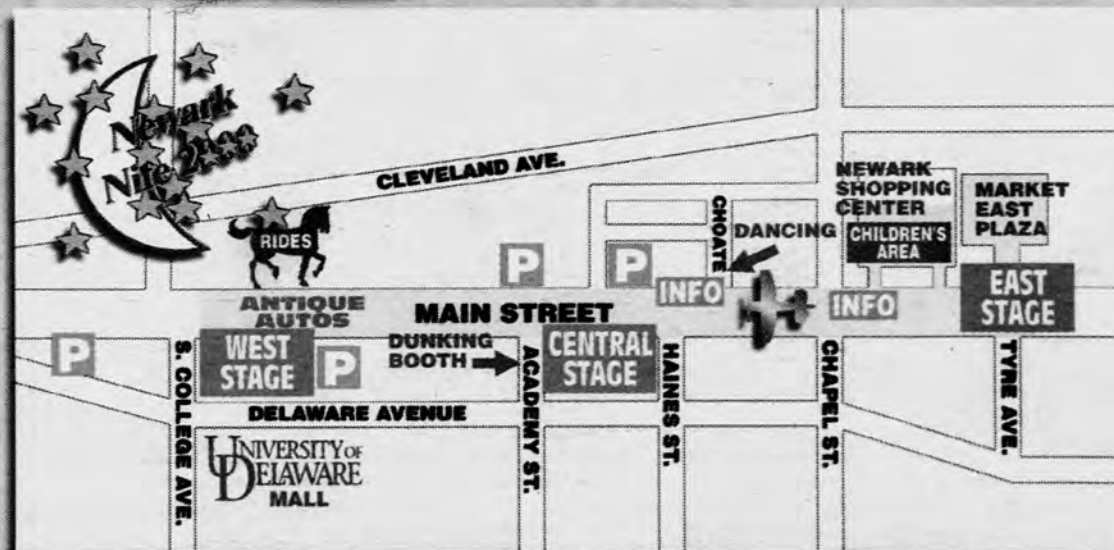 Newark
Nite 2100
CLEVELAND AVE.
RIDES
CHOATE
DANCING
NEWARK
SHOPPING
CENTER
CHILDREN'S
AREA
MARKET
EAST
PLAZA
P
P
INFO
INFO
EAST
STAGE
ANTIQUE
AUTOS
MAIN STREET
P
S. COLLEGE AVE.
WEST
STAGE
P
DUNKING
BOOTH
ACADEMY ST.
CENTRAL
STAGE
HAINES ST.
CHAPEL ST.
TYRE AVE.
DELAWARE AVENUE
UNIVERSITY OF
DELAWARE
MALL